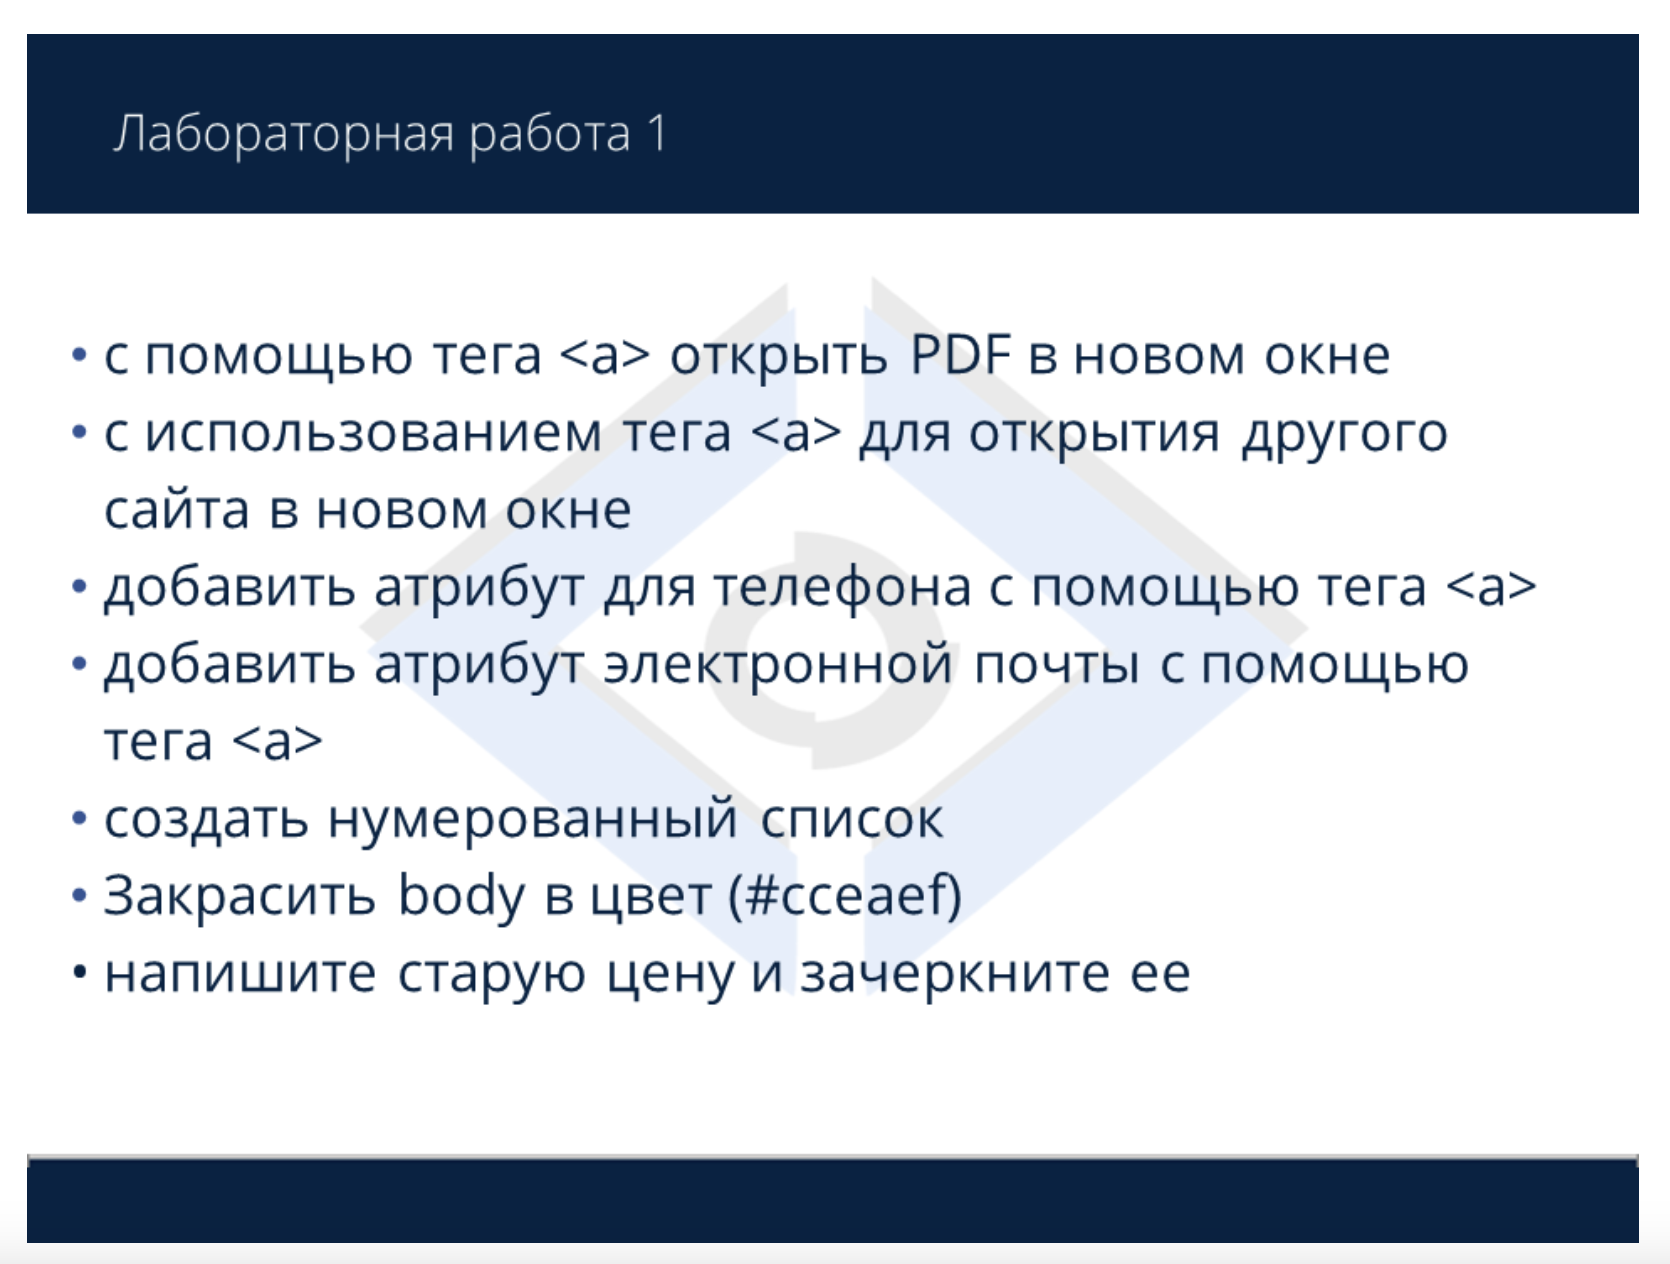 Лабораторная работа 1
• с помощью тега <a> открыть PDF в новом окне
• с использованием тега <a> для открытия другого
сайта в новом окне
• добавить атрибут для телефона с помощью тега <a>
• добавить атрибут электронной почты с помощью
тега <a>
• создать нумерованный список
• Закрасить body в цвет (#cceaef)
• напишите старую цену и зачеркните ее